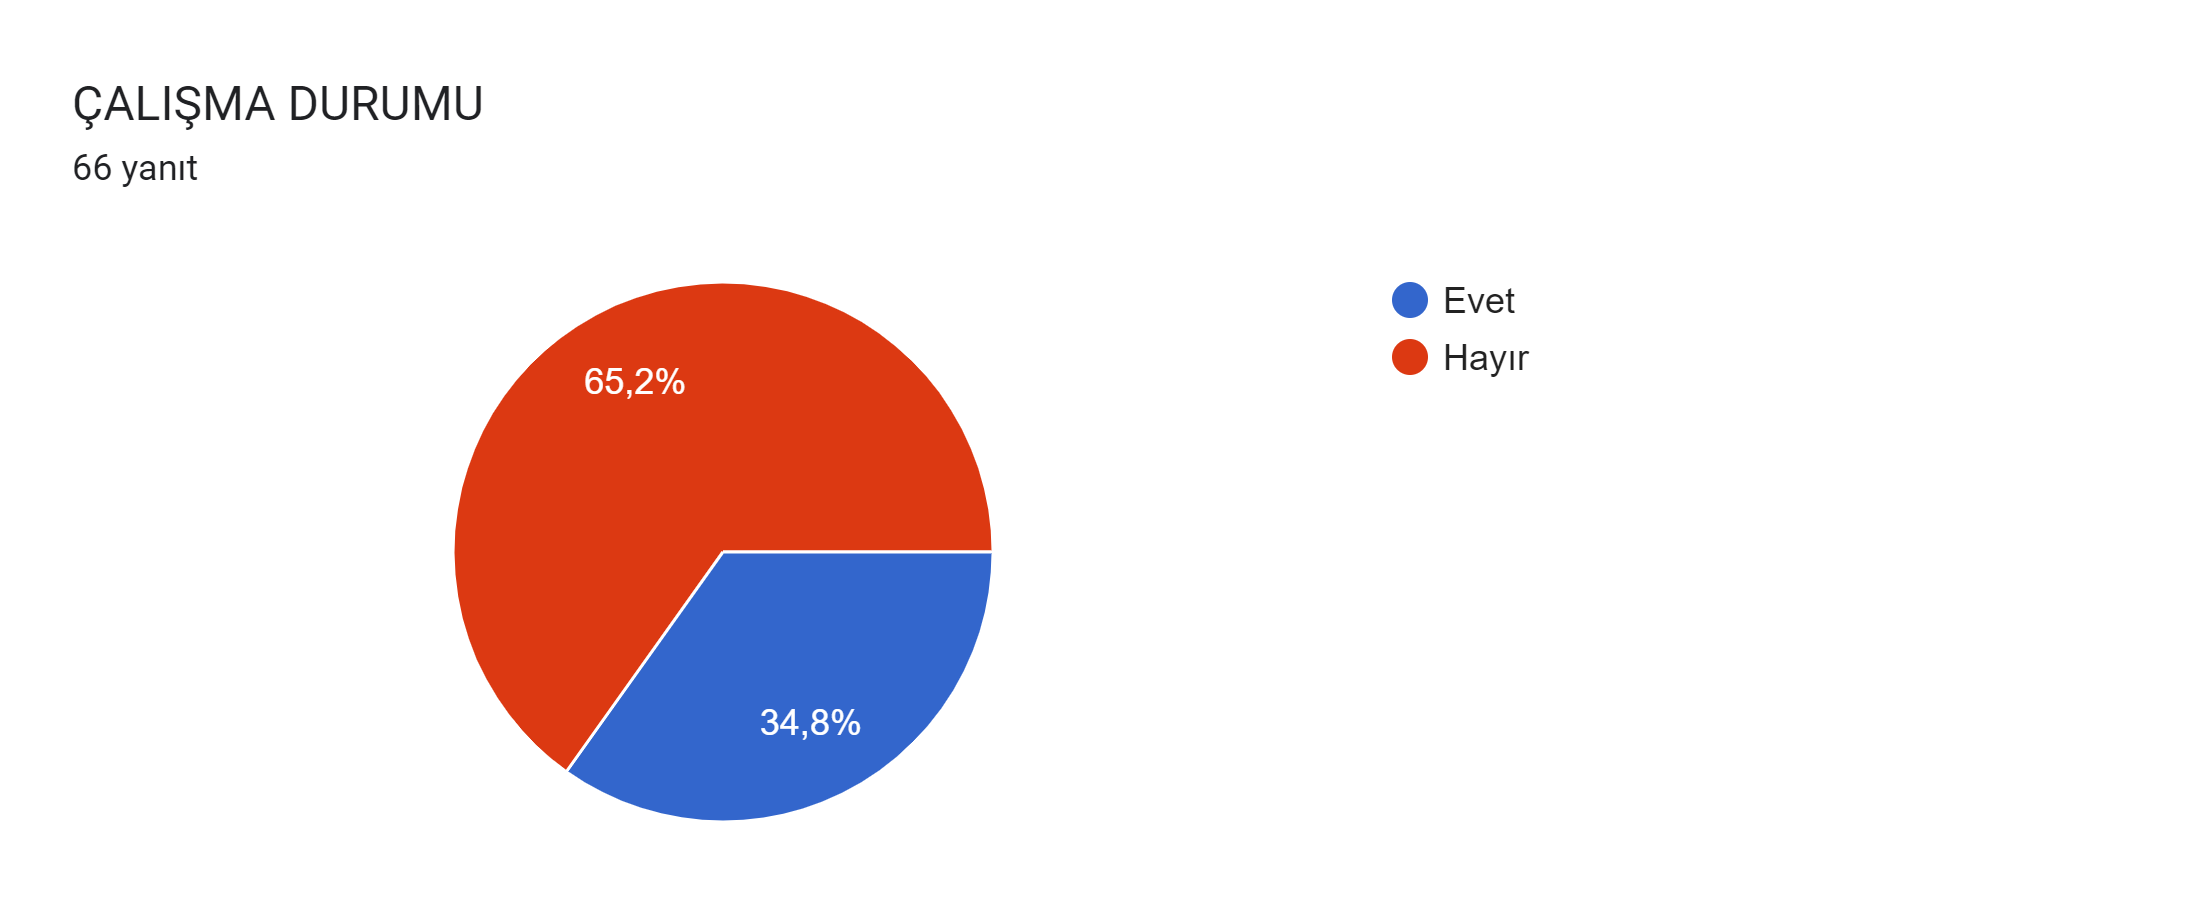 ÇALIŞMA DURUMU
66 yanıt
Evet
Hayır
65,2%
34,8%